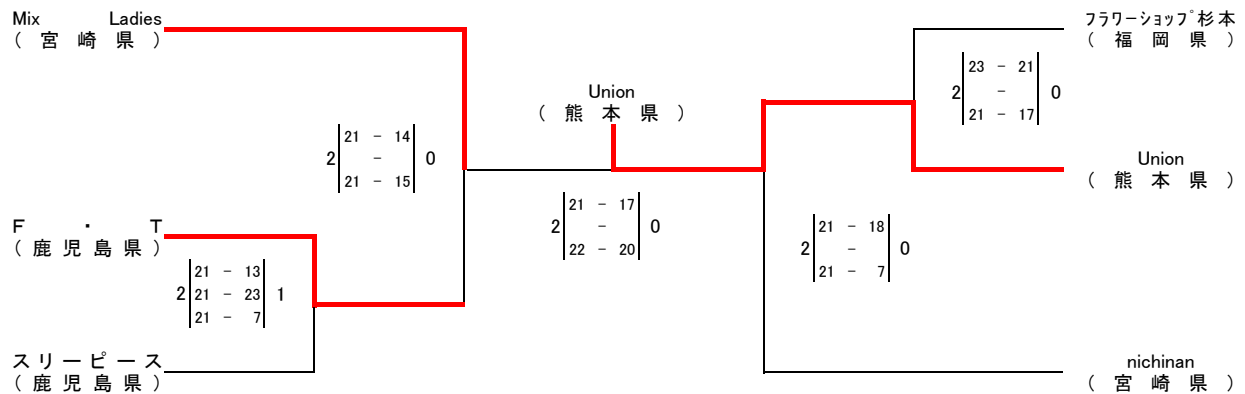 Mix Ladies
(宮崎県)
フラワーショップ杉本
(福岡県)
23 - 21
2 - 0
21 - 17
Union
(熊本県)
21 - 14
2 - 0
21 - 15
Union
(熊本県)
21 - 17
2 - 0
22 - 20
21 - 18
2 - 0
21 - 7
F・T
(鹿児島県)
21 - 13
2 21 - 23 1
21 - 7
スリーピース
(鹿児島県)
nichinan
(宮崎県)